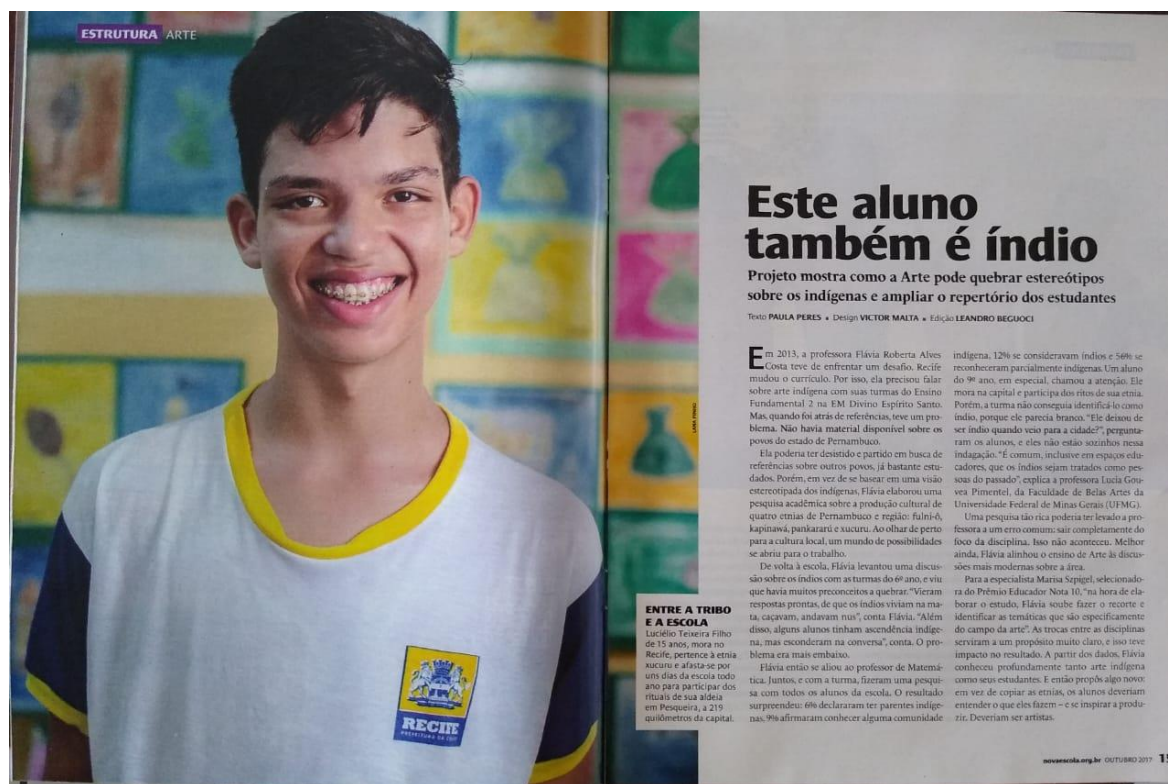 ESTRUTURA ARTE
Este aluno
também é índio
Projeto mostra como a Arte pode quebrar estereótipos
sobre os indígenas e ampliar o repertório dos estudantes
Texto PAULA PERES • Design VICTOR MALTA • Edição LEANDRO BEGUOCI
Em 2013, a professora Flávia Roberta Alves
Costa teve de enfrentar um desafio. Recife
mudou o currículo. Por isso, ela precisou falar
sobre arte indígena com suas turmas do Ensino
Fundamental 2 na EM Divino Espírito Santo.
Mas, quando foi atrás de referências, teve um pro-
blema. Não havia material disponível sobre os
povos do estado de Pernambuco.
Ela poderia ter desistido e partido em busca de
referências sobre outros povos, já bastante estu-
dados. Porém, em vez de se basear em uma visão
estereotipada dos indígenas, Flávia elaborou uma
pesquisa acadêmica sobre a produção cultural de
quatro etnias de Pernambuco e região: fulni-ô,
kapinawá, pankararú e xucuru. Ao olhar de perto
para a cultura local, um mundo de possibilidades
se abriu para o trabalho.
De volta à escola, Flávia levantou uma discus-
são sobre os índios com as turmas do 6º ano, e viu
que havia muitos preconceitos a quebrar. "Vieram
respostas prontas, de que os índios viviam na ma-
ta, caçavam, andavam nus", conta Flávia. "Além
disso, alguns alunos tinham ascendência indíge-
na, mas esconderam na conversa", conta. O pro-
blema era mais embaixo.
Flávia então se aliou ao professor de Matemá-
tica. Juntos, e com a turma, fizeram uma pesqui-
sa com todos os alunos da escola. O resultado
surpreendeu: 6% declararam ter parentes indíge-
nas, 9% afirmaram conhecer alguma comunidade
indígena, 12% se consideravam índios e 56% se
reconheceram parcialmente indígenas. Um aluno
do 9º ano, em especial, chamou a atenção. Ele
mora na capital e participa dos ritos de sua etnia.
Porém, a turma não conseguia identificá-lo como
índio, porque ele parecia branco. "Ele deixou de
ser índio quando veio para a cidade?", pergunta-
ram os alunos, e eles não estão sozinhos nessa
indagação. "É comum, inclusive em espaços edu-
cadores, que os índios sejam tratados como pes-
soas do passado", explica a professora Lucia Gou-
vea Pimentel, da Faculdade de Belas Artes da
Universidade Federal de Minas Gerais (UFMG).
Uma pesquisa tão rica poderia ter levado a pro-
fessora a um erro comum: sair completamente do
foco da disciplina. Isso não aconteceu. Melhor
ainda, Flávia alinhou o ensino de Arte às discus-
sões mais modernas sobre a área.
Para a especialista Marisa Szpigel, selecionado-
ra do Prêmio Educador Nota 10, "na hora de ela-
borar o estudo, Flávia soube fazer o recorte e
identificar as temáticas que são especificamente
do campo da arte". As trocas entre as disciplinas
serviram a um propósito muito claro, e isso teve
impacto no resultado. A partir dos dados, Flávia
conheceu profundamente tanto arte indígena
como seus estudantes. E então propôs algo novo:
em vez de copiar as etnias, os alunos deveriam
entender o que eles fazem – e se inspirar a produ-
zir. Deveriam ser artistas.
ENTRE A TRIBO
E A ESCOLA
Luciélio Teixeira Filho
de 15 anos, mora no
Recife, pertence à etnia
xucuru e afasta-se por
uns dias da escola todo
ano para participar dos
rituais de sua aldeia
em Pesqueira, a 219
quilômetros da capital.
RECIFE
PREFEITURA DA
novaescola.org.br OUTUBRO 2017